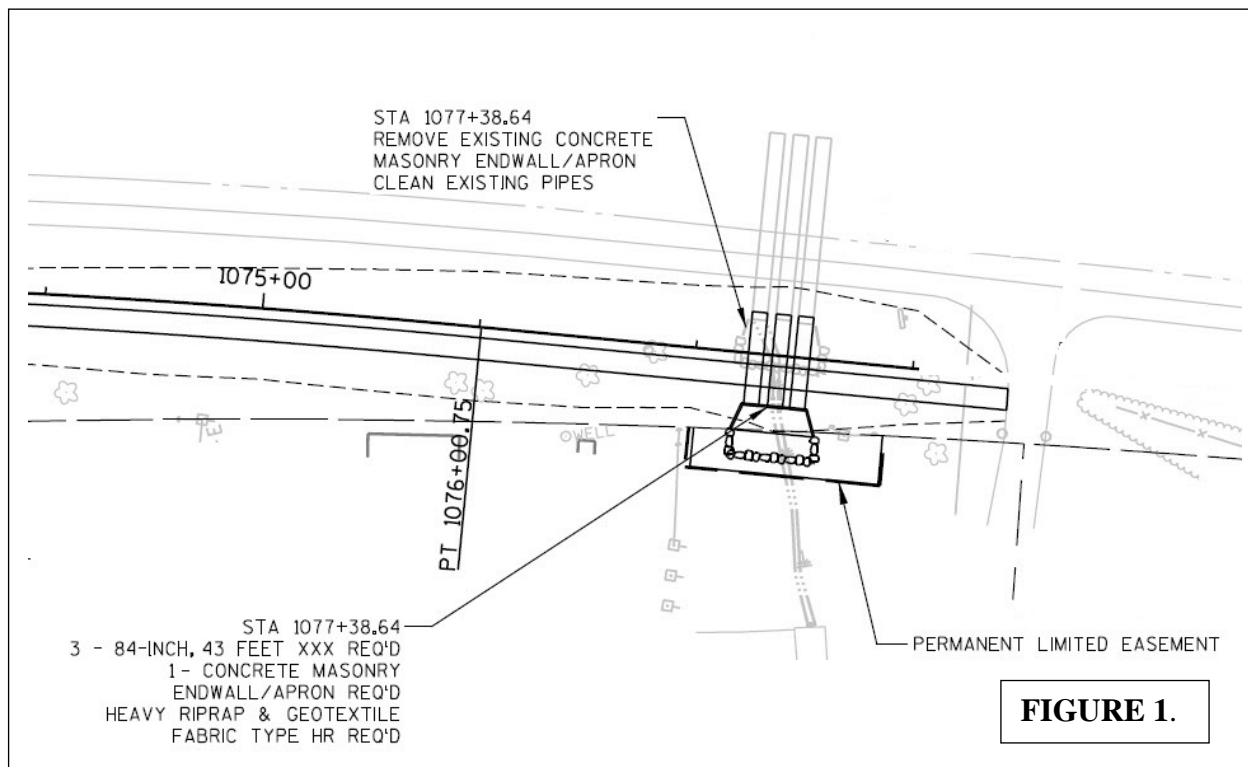 STA 1077+38.64
REMOVE EXISTING CONCRETE
MASONRY ENDWALL/APRON
CLEAN EXISTING PIPES
1075+00
PT 1076+00.75
WELL
E
STA 1077+38.64
3 - 84-INCH, 43 FEET XXX REQ'D
1- CONCRETE MASONRY
ENDWALL/APRON REQ'D
HEAVY RIPRAP & GEOTEXTILE
FABRIC TYPE HR REQ'D
PERMANENT LIMITED EASEMENT
FIGURE 1.